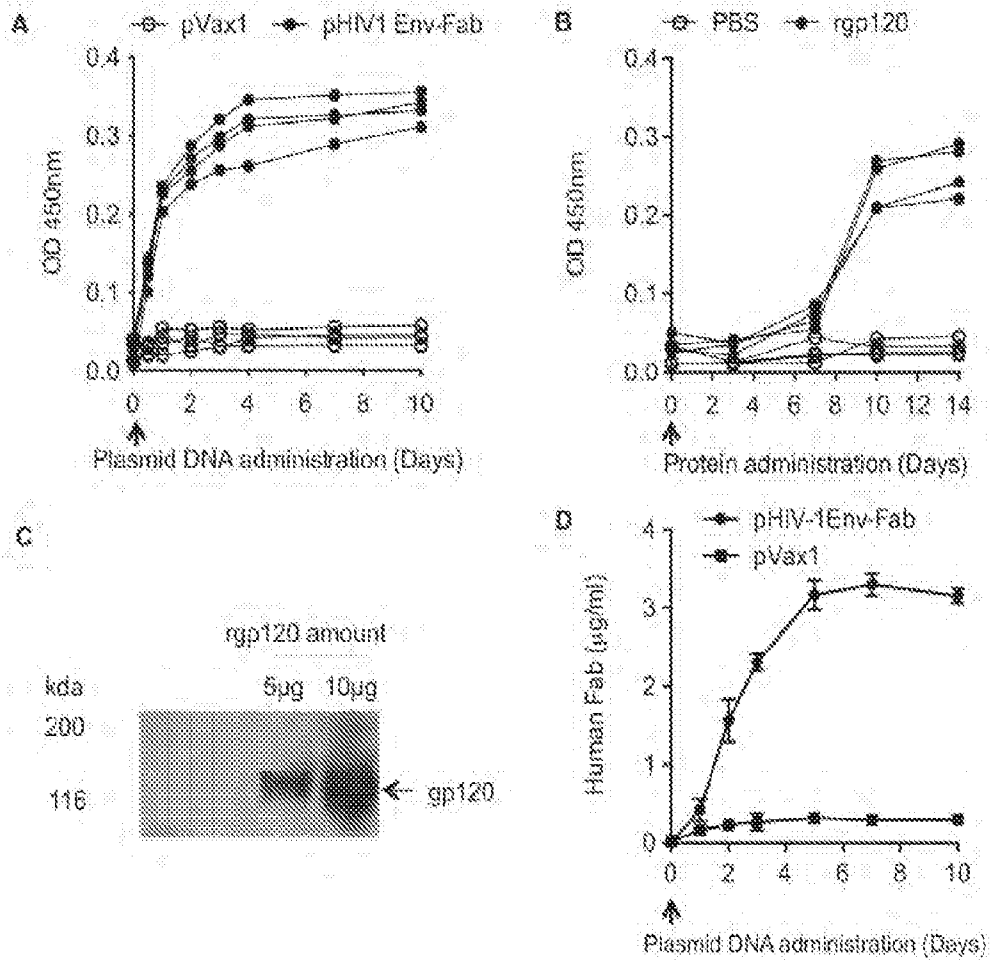 A
pVax1 pHIV1 Env-Fab
0.4
0.3
0.2
0.1
0.0
OD 450nm
0 2 4 6 8 10
Plasmid DNA administration (Days)
B
PBS rgp120
0.4
0.3
0.2
0.1
0.0
OD 450nm
0 2 4 6 8 10 12 14
Protein administration (Days)
C
rgp120 amount
kda 5µg 10µg
200
116
gp120
D
pHIV-1Env-Fab
pVax1
4
3
2
1
0
Human Fab (µg/ml)
0 2 4 6 8 10
Plasmid DNA administration (Days)